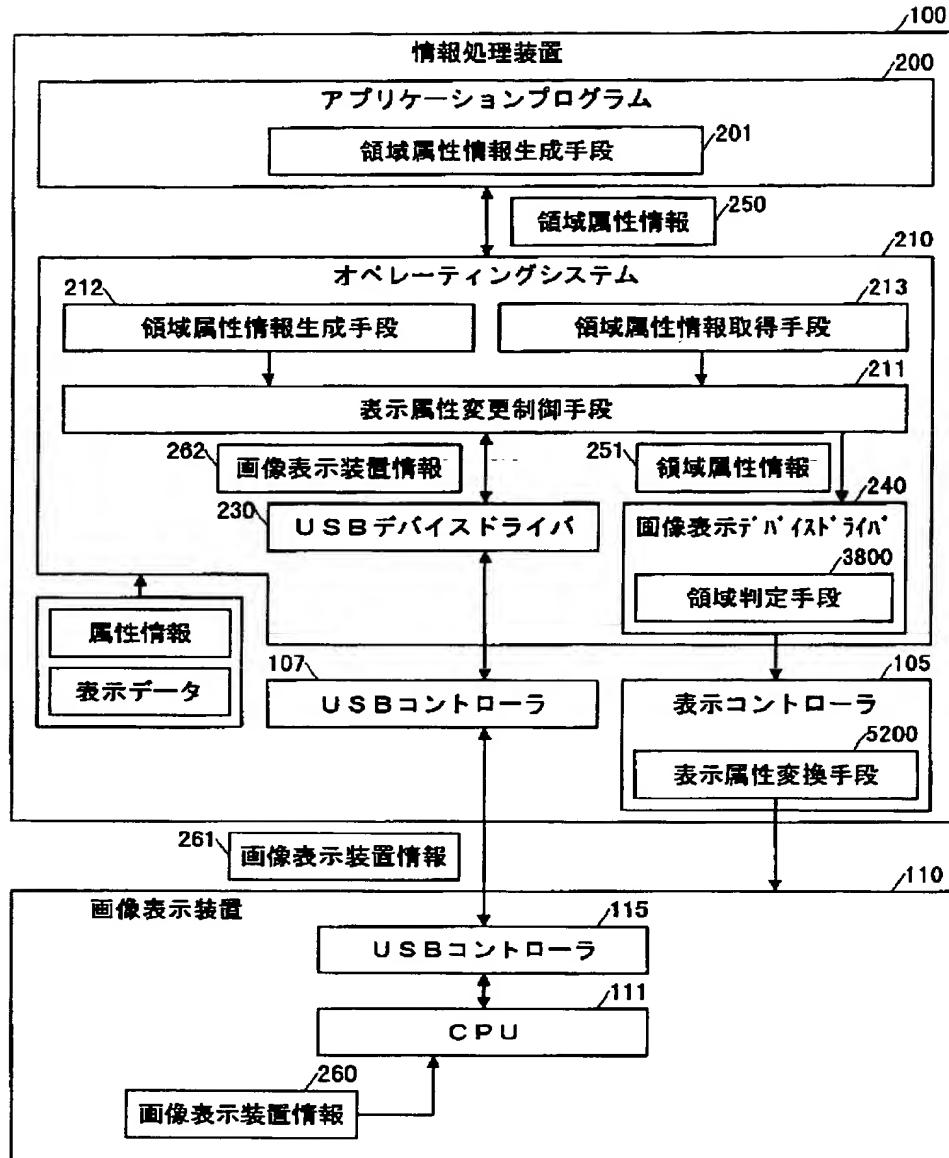 100
情報処理装置
200
アプリケーションプログラム
201
領域属性情報生成手段
250
領域属性情報
210
オペレーティングシステム
212
領域属性情報生成手段
213
領域属性情報取得手段
211
表示属性変更制御手段
262
画像表示装置情報
251
領域属性情報
240
230
USBデバイスドライバ
画像表示ﾃﾞﾊﾞｲｽﾄﾞﾗｲﾊﾞ
3800
領域判定手段
属性情報
表示データ
107
USBコントローラ
105
表示コントローラ
5200
表示属性変換手段
261
画像表示装置情報
110
画像表示装置
115
USBコントローラ
111
CPU
260
画像表示装置情報